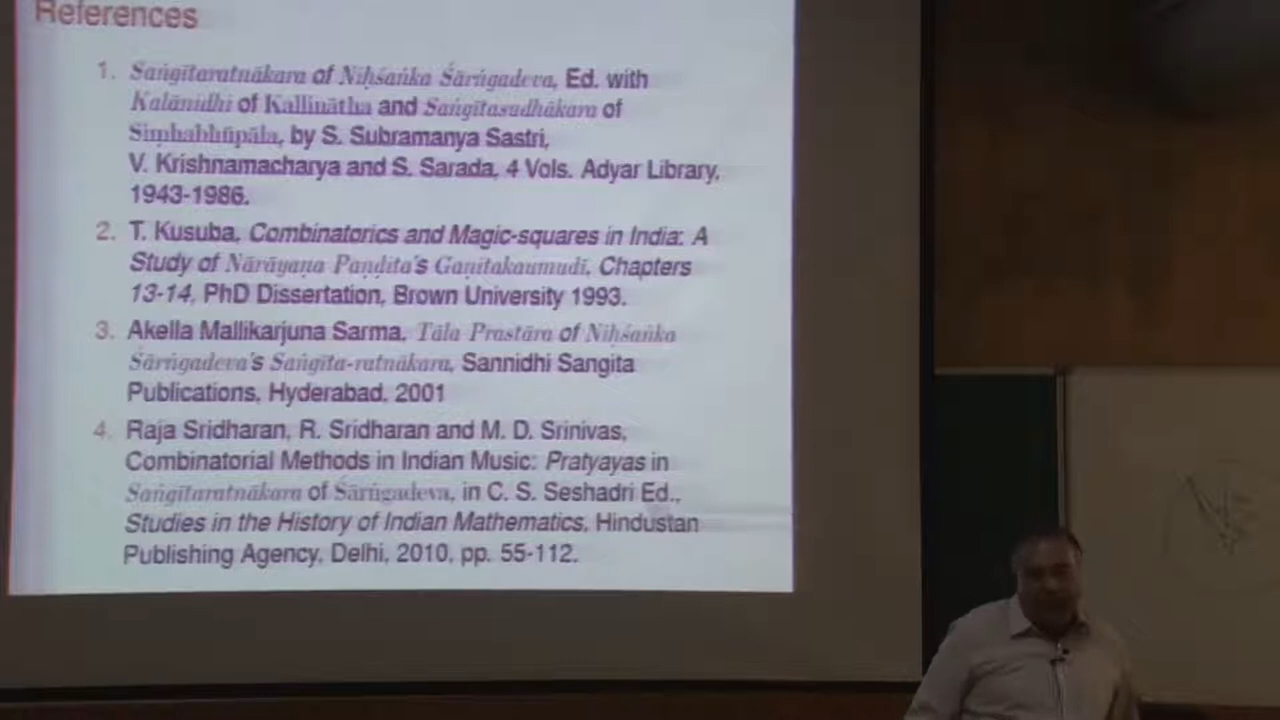 References
1. Saṅgītaratnākara of Niḥśaṅka Śārṅgadeva, Ed. with
Kalānidhi of Kallinātha and Saṅgītasudhākara of
Siṃhabhūpāla, by S. Subramanya Sastri,
V. Krishnamacharya and S. Sarada, 4 Vols. Adyar Library,
1943-1986.
2. T. Kusuba, Combinatorics and Magic-squares in India: A
Study of Nārāyaṇa Paṇḍita's Gaṇitakaumudī, Chapters
13-14, PhD Dissertation, Brown University 1993.
3. Akella Mallikarjuna Sarma, Tāla Prastāra of Niḥśaṅka
Śārṅgadeva's Saṅgīta-ratnākara, Sannidhi Sangita
Publications, Hyderabad, 2001
4. Raja Sridharan, R. Sridharan and M. D. Srinivas,
Combinatorial Methods in Indian Music: Pratyayas in
Saṅgītaratnākara of Śārṅgadeva, in C. S. Seshadri Ed.,
Studies in the History of Indian Mathematics, Hindustan
Publishing Agency, Delhi, 2010, pp. 55-112.